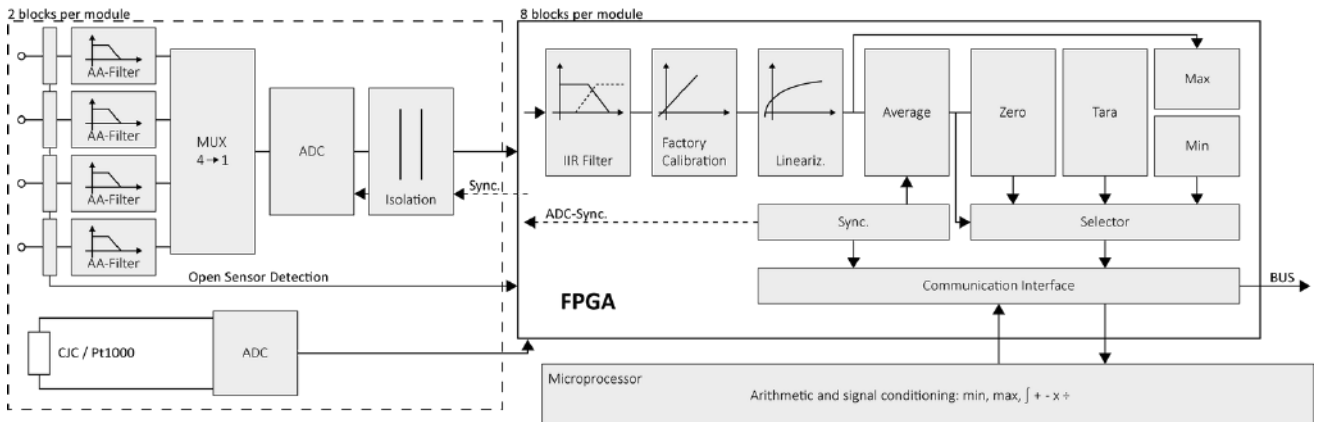 2 blocks per module
AA-Filter
AA-Filter
AA-Filter
AA-Filter
MUX
4→1
ADC
Isolation
Sync.
Open Sensor Detection
CJC / Pt1000
ADC
8 blocks per module
IIR Filter
Factory
Calibration
Lineariz.
Average
Zero
Tara
Max
Min
ADC-Sync.
Sync.
Selector
Communication Interface
BUS
FPGA
Microprocessor
Arithmetic and signal conditioning: min, max, ∫ + - x ÷